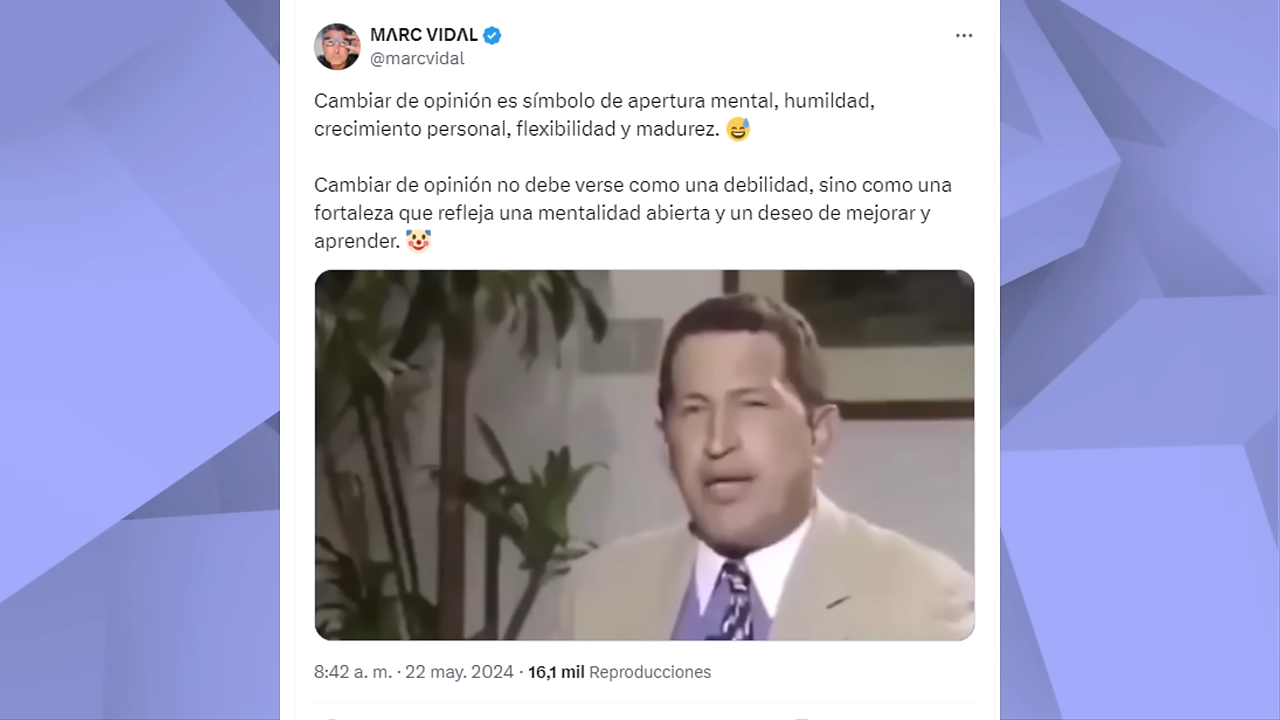 MΛRC VIDΛL
@marcvidal
Cambiar de opinión es símbolo de apertura mental, humildad,
crecimiento personal, flexibilidad y madurez. 😅
Cambiar de opinión no debe verse como una debilidad, sino como una
fortaleza que refleja una mentalidad abierta y un deseo de mejorar y
aprender. 🤡
8:42 a. m. · 22 may. 2024 · 16,1 mil Reproducciones